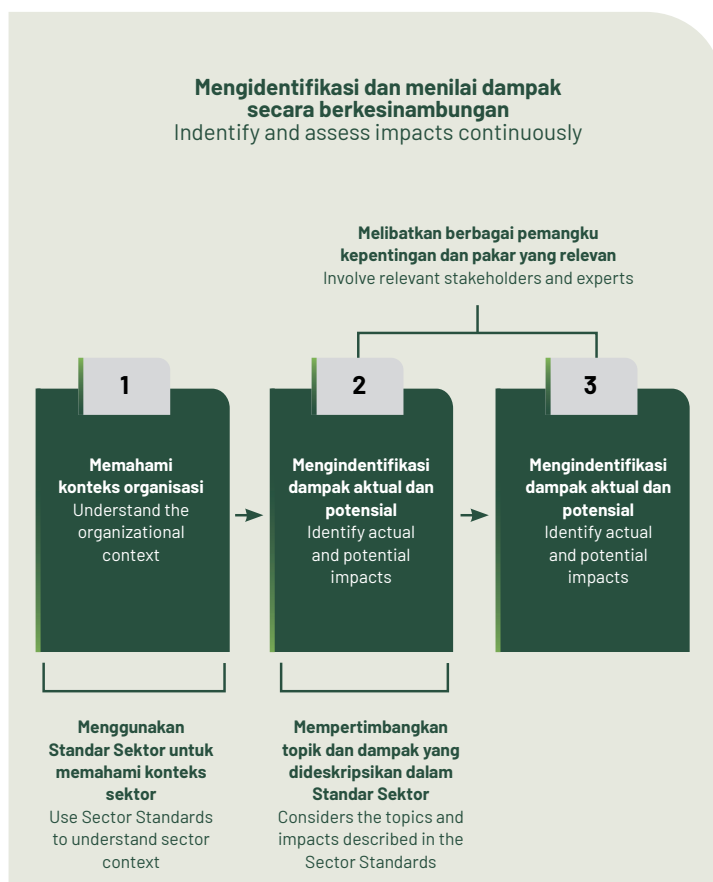 Mengidentifikasi dan menilai dampak
secara berkesinambungan
Indentify and assess impacts continuously
Melibatkan berbagai pemangku
kepentingan dan pakar yang relevan
Involve relevant stakeholders and experts
1
Memahami
konteks organisasi
Understand the
organizational
context
2
Mengindentifikasi
dampak aktual dan
potensial
Identify actual
and potential
impacts
3
Mengindentifikasi
dampak aktual dan
potensial
Identify actual
and potential
impacts
Menggunakan
Standar Sektor untuk
memahami konteks
sektor
Use Sector Standards
to understand sector
context
Mempertimbangkan
topik dan dampak yang
dideskripsikan dalam
Standar Sektor
Considers the topics and
impacts described in the
Sector Standards